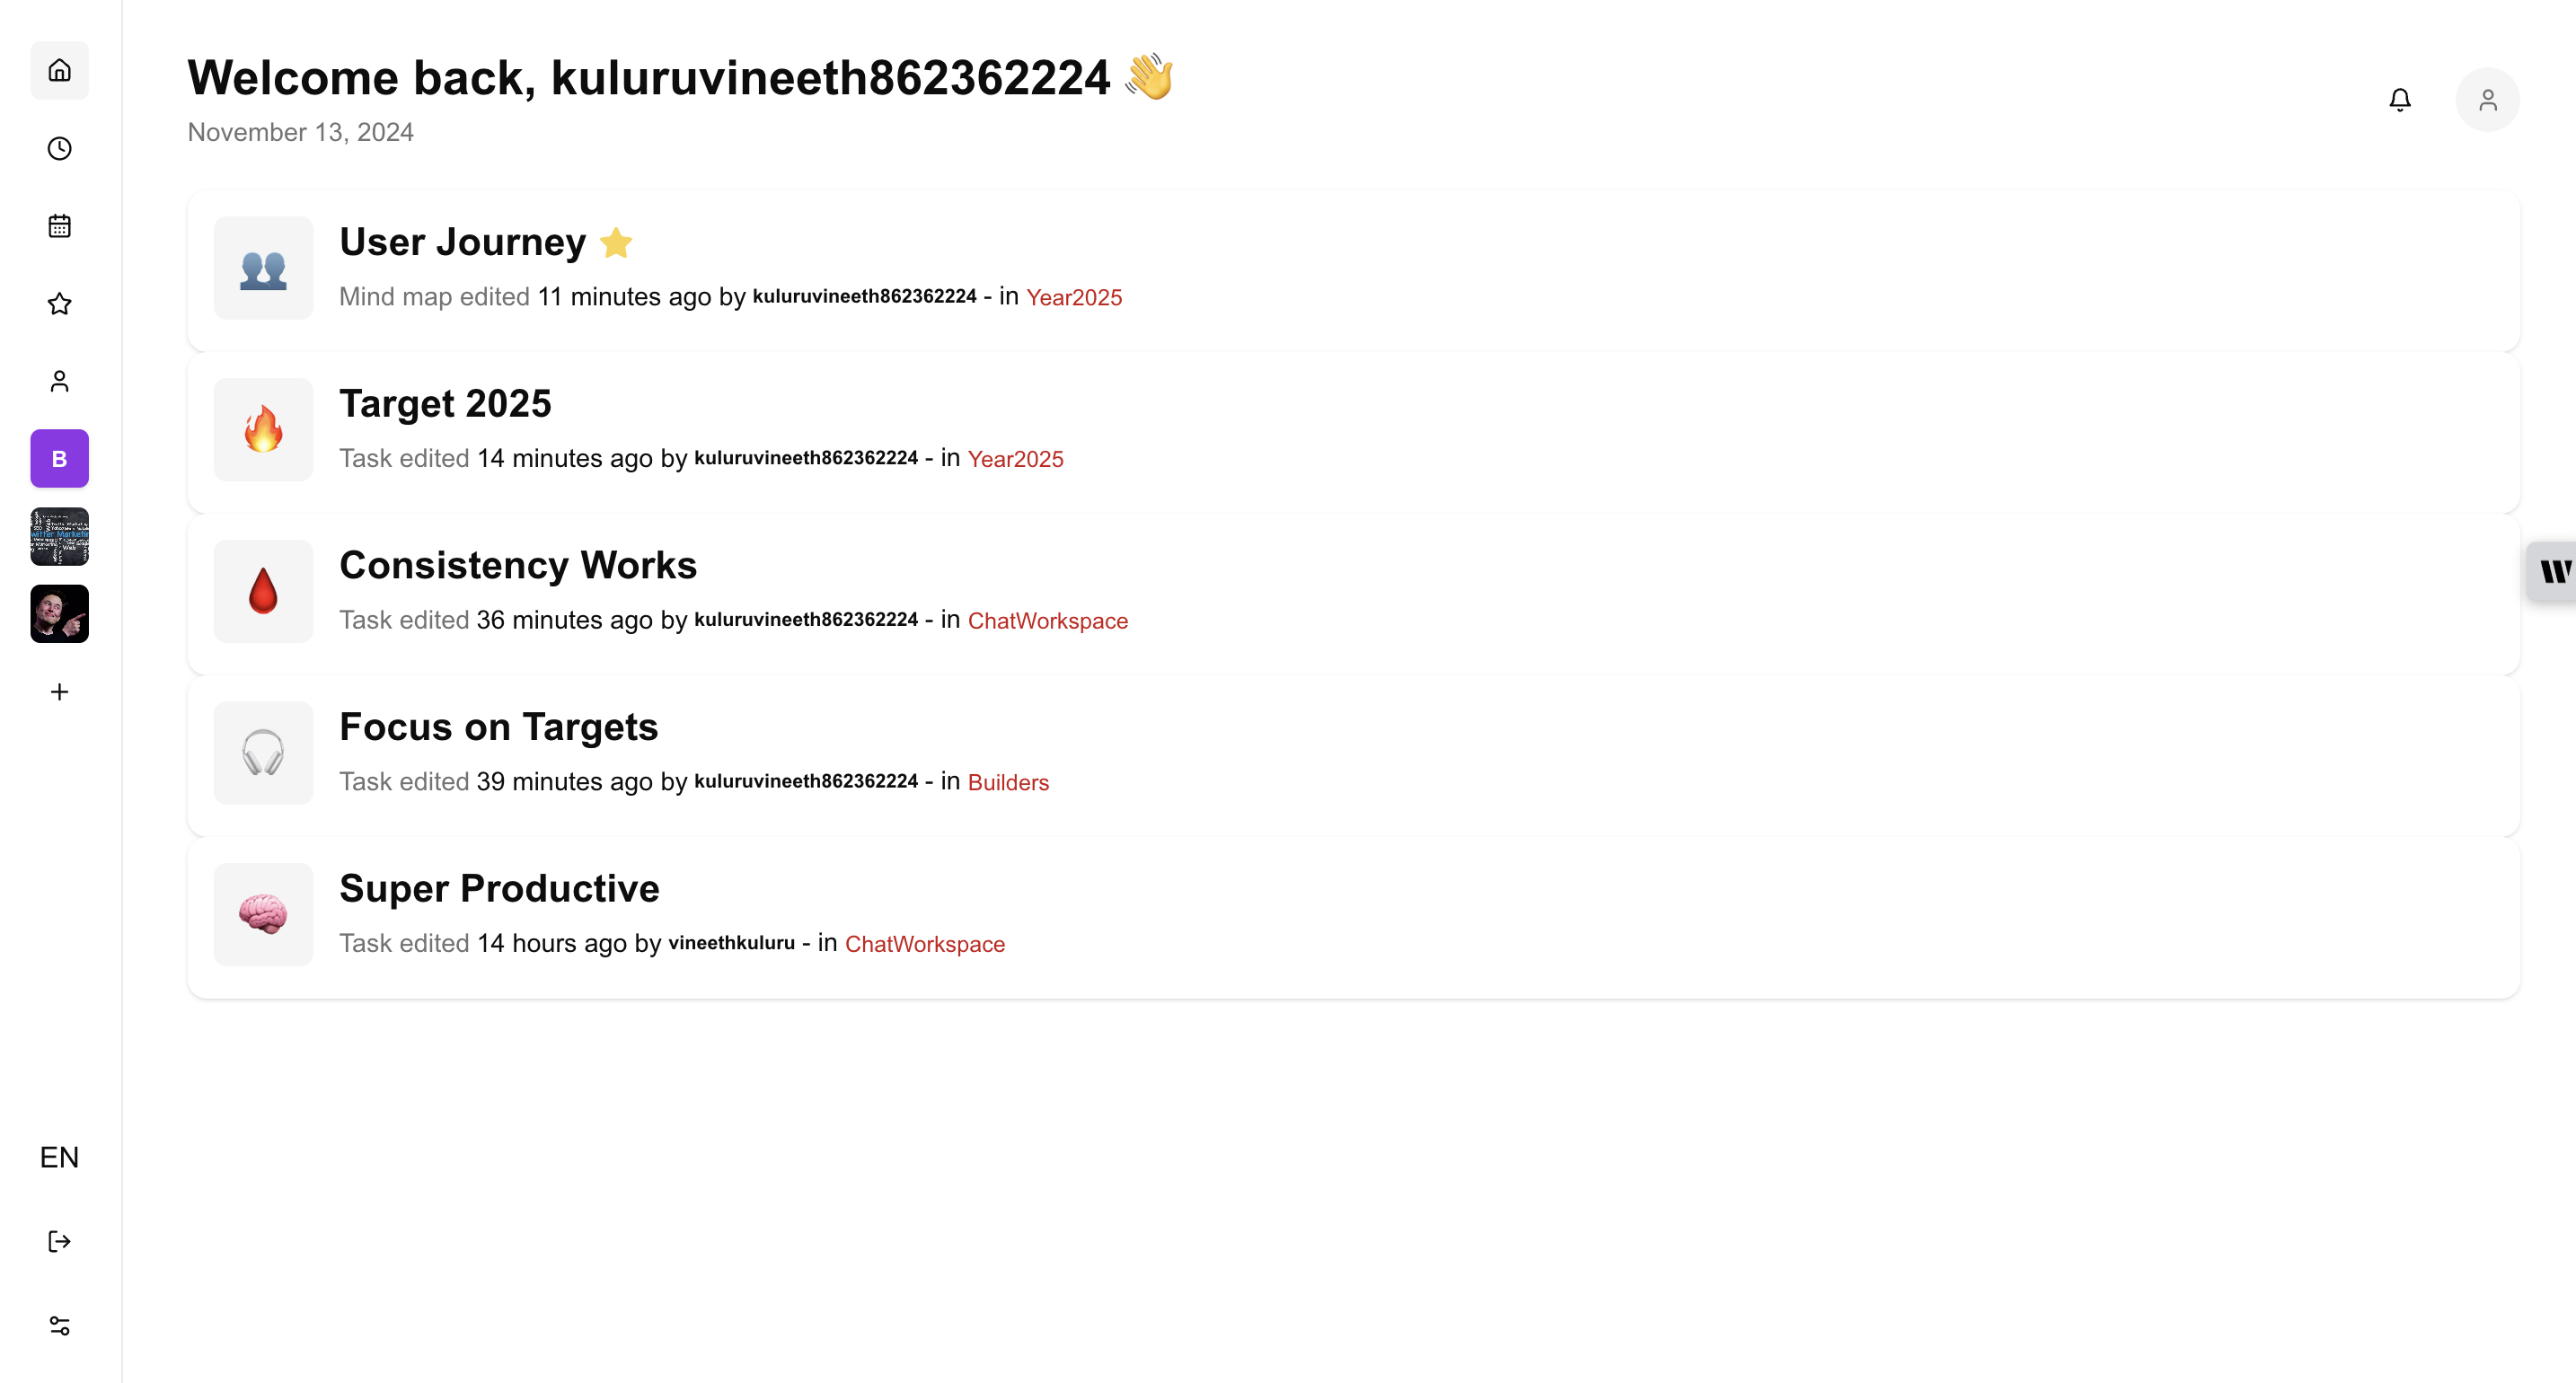 Welcome back, kuluruvineeth862362224 👋
November 13, 2024
User Journey ⭐
Mind map edited 11 minutes ago by kuluruvineeth862362224 - in Year2025
Target 2025
Task edited 14 minutes ago by kuluruvineeth862362224 - in Year2025
B
Consistency Works
Task edited 36 minutes ago by kuluruvineeth862362224 - in ChatWorkspace
Focus on Targets
Task edited 39 minutes ago by kuluruvineeth862362224 - in Builders
Super Productive
Task edited 14 hours ago by vineethkuluru - in ChatWorkspace
EN